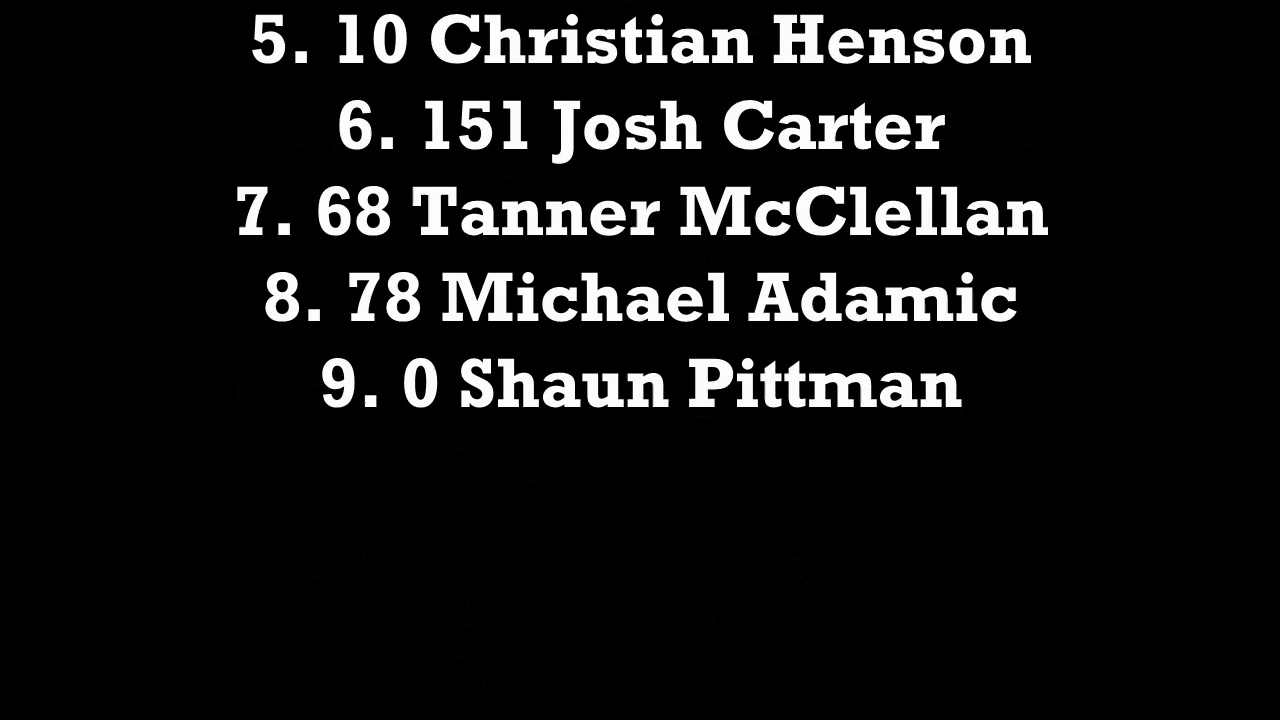 5. 10 Christian Henson
6. 151 Josh Carter
7. 68 Tanner McClellan
8. 78 Michael Adamic
9. 0 Shaun Pittman